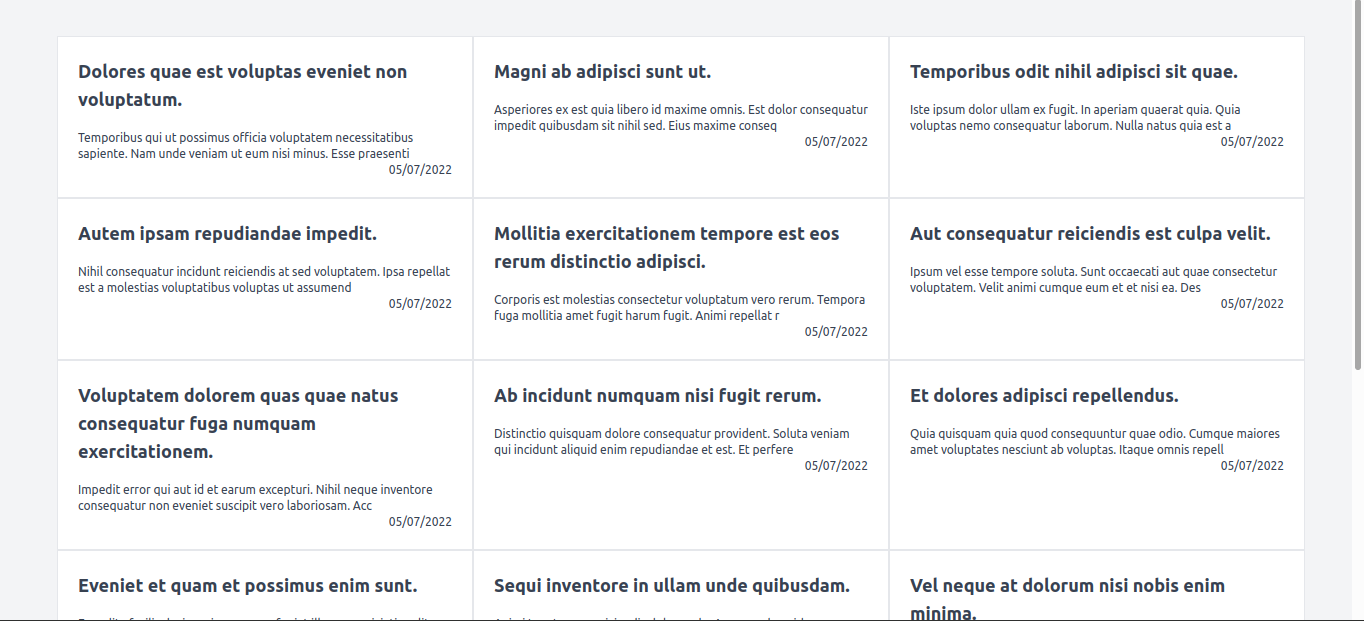 Dolores quae est voluptas eveniet non
voluptatum.
Temporibus qui ut possimus officia voluptatem necessitatibus
sapiente. Nam unde veniam ut eum nisi minus. Esse praesenti
05/07/2022
Magni ab adipisci sunt ut.
Asperiores ex est quia libero id maxime omnis. Est dolor consequatur
impedit quibusdam sit nihil sed. Eius maxime conseq
05/07/2022
Temporibus odit nihil adipisci sit quae.
Iste ipsum dolor ullam ex fugit. In aperiam quaerat quia. Quia
voluptas nemo consequatur laborum. Nulla natus quia est a
05/07/2022
Autem ipsam repudiandae impedit.
Nihil consequatur incidunt reiciendis at sed voluptatem. Ipsa repellat
est a molestias voluptatibus voluptas ut assumend
05/07/2022
Mollitia exercitationem tempore est eos
rerum distinctio adipisci.
Corporis est molestias consectetur voluptatum vero rerum. Tempora
fuga mollitia amet fugit harum fugit. Animi repellat r
05/07/2022
Aut consequatur reiciendis est culpa velit.
Ipsum vel esse tempore soluta. Sunt occaecati aut quae consectetur
voluptatem. Velit animi cumque eum et et nisi ea. Des
05/07/2022
Voluptatem dolorem quas quae natus
consequatur fuga numquam
exercitationem.
Impedit error qui aut id et earum excepturi. Nihil neque inventore
consequatur non eveniet suscipit vero laboriosam. Acc
05/07/2022
Ab incidunt numquam nisi fugit rerum.
Distinctio quisquam dolore consequatur provident. Soluta veniam
qui incidunt aliquid enim repudiandae et est. Et perfere
05/07/2022
Et dolores adipisci repellendus.
Quia quisquam quia quod consequuntur quae odio. Cumque maiores
amet voluptates nesciunt ab voluptas. Itaque omnis repell
05/07/2022
Eveniet et quam et possimus enim sunt.
Sequi inventore in ullam unde quibusdam.
Vel neque at dolorum nisi nobis enim
minima.